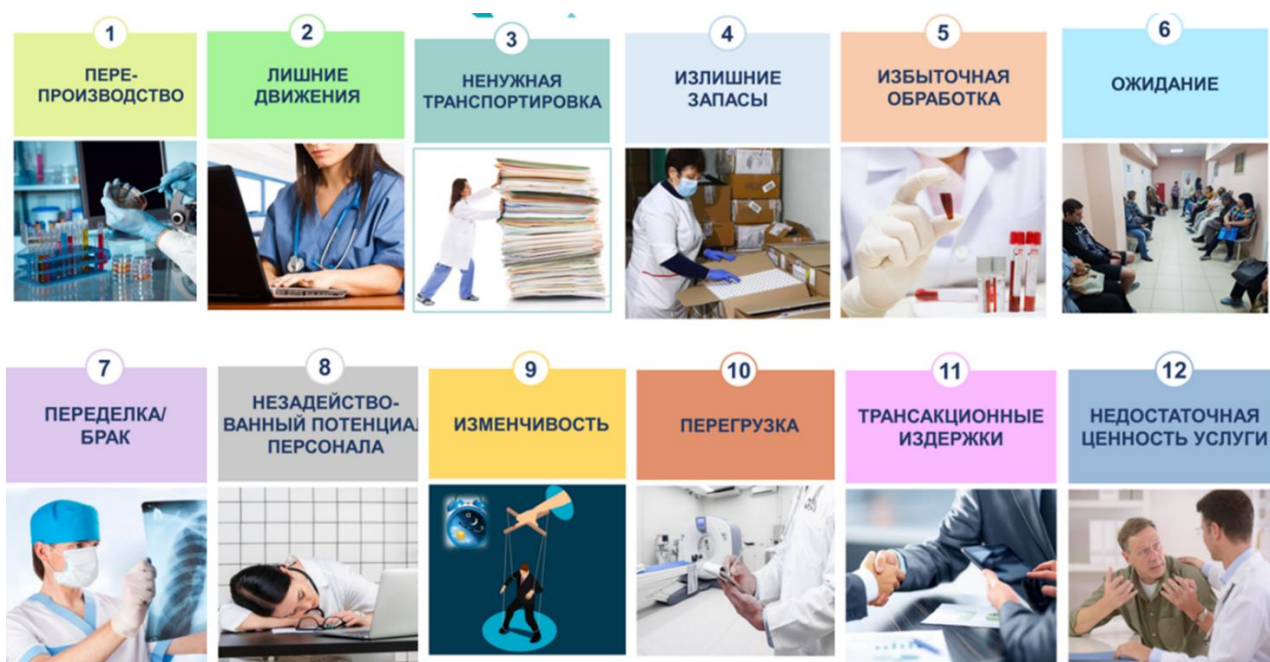 1
ПЕРЕ-
ПРОИЗВОДСТВО
2
ЛИШНИЕ
ДВИЖЕНИЯ
3
НЕНУЖНАЯ
ТРАНСПОРТИРОВКА
4
ИЗЛИШНИЕ
ЗАПАСЫ
5
ИЗБЫТОЧНАЯ
ОБРАБОТКА
6
ОЖИДАНИЕ
7
ПЕРЕДЕЛКА/
БРАК
8
НЕЗАДЕЙСТВО-
ВАННЫЙ ПОТЕНЦИАЛ
ПЕРСОНАЛА
9
ИЗМЕНЧИВОСТЬ
10
ПЕРЕГРУЗКА
11
ТРАНСАКЦИОННЫЕ
ИЗДЕРЖКИ
12
НЕДОСТАТОЧНАЯ
ЦЕННОСТЬ УСЛУГИ